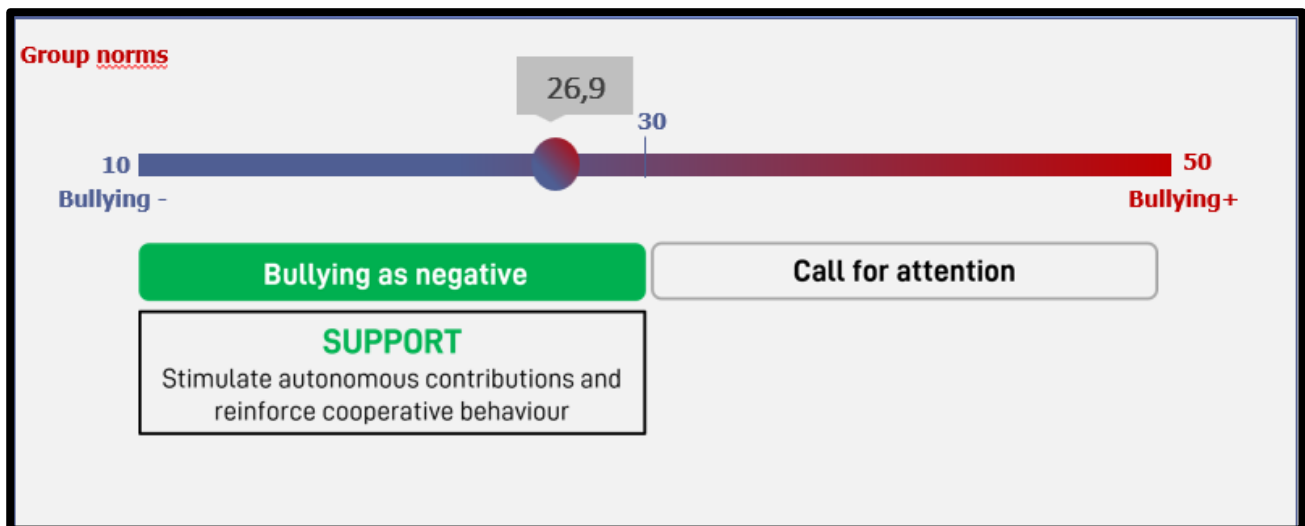 Group norms
26,9
30
10
50
Bullying -
Bullying+
Bullying as negative
Call for attention
SUPPORT
Stimulate autonomous contributions and
reinforce cooperative behaviour